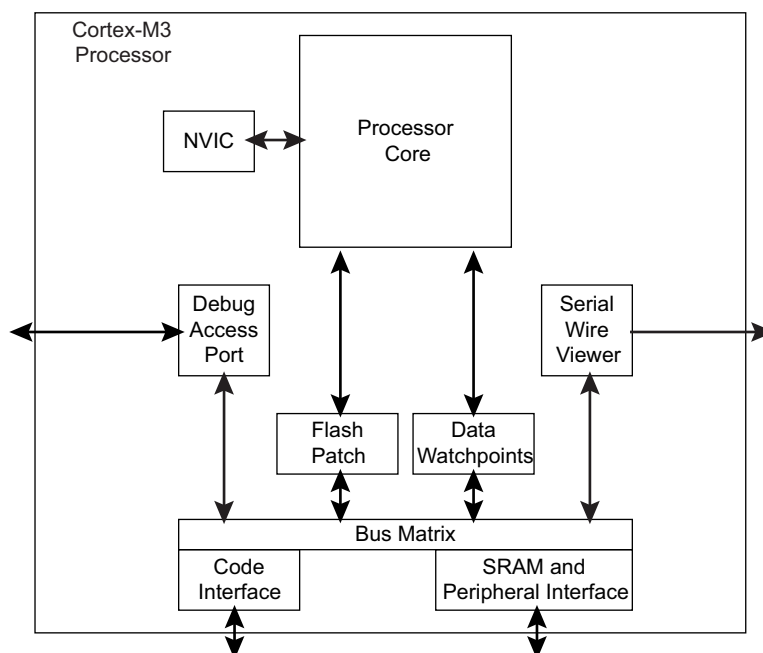 Cortex-M3
Processor
Processor
Core
NVIC
Debug
Access
Port
Serial
Wire
Viewer
Flash
Patch
Data
Watchpoints
Bus Matrix
Code
Interface
SRAM and
Peripheral Interface